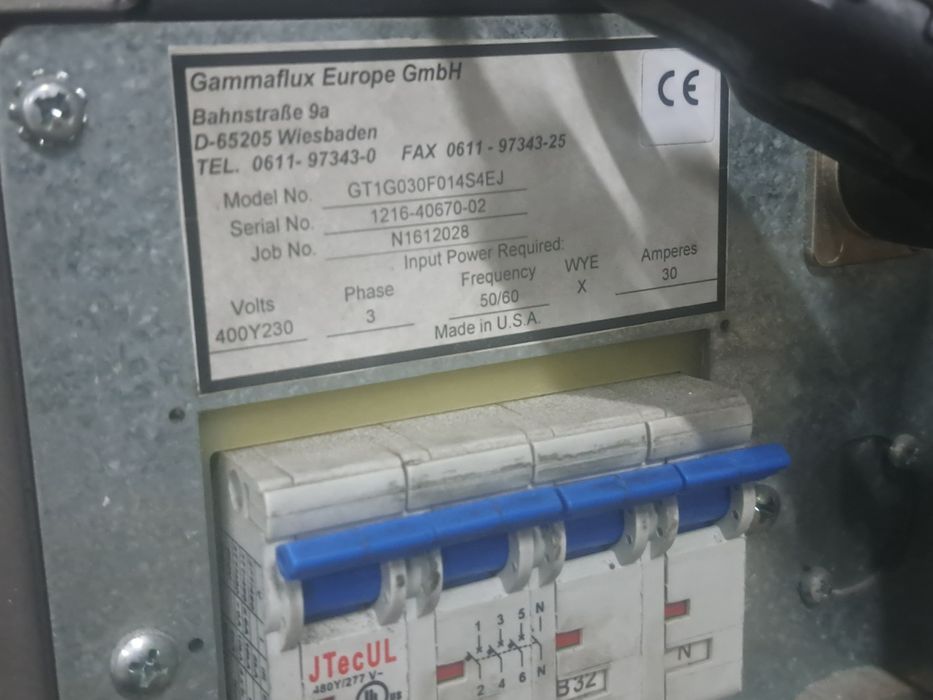 Gammaflux Europe GmbH
CE
Bahnstraße 9a
D-65205 Wiesbaden
TEL. 0611- 97343-0 FAX 0611 - 97343-25
Model No. GT1G030F014S4EJ
Serial No. 1216-40670-02
Job No. N1612028
Input Power Required:
Volts Phase Frequency WYE Amperes
400Y230 3 50/60 X 30
Made in U.S.A.
1 3 5 N
2 4 6 N
JTecUL
480Y/277 V~
B32
N